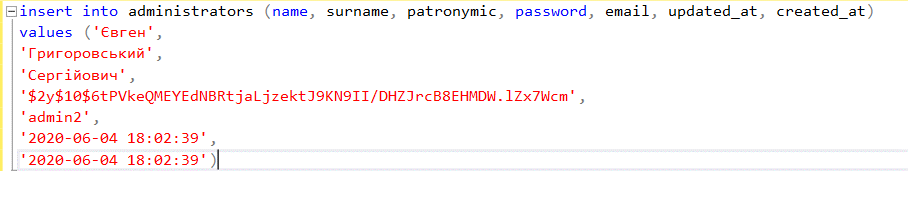 insert into administrators (name, surname, patronymic, password, email, updated_at, created_at)
values ('Євген',
'Григоровський',
'Сергійович',
'$2y$10$6tPVkeQMEYEdNBRtjaLjzektJ9KN9II/DHZJrcB8EHMDW.lZx7Wcm',
'admin2',
'2020-06-04 18:02:39',
'2020-06-04 18:02:39')